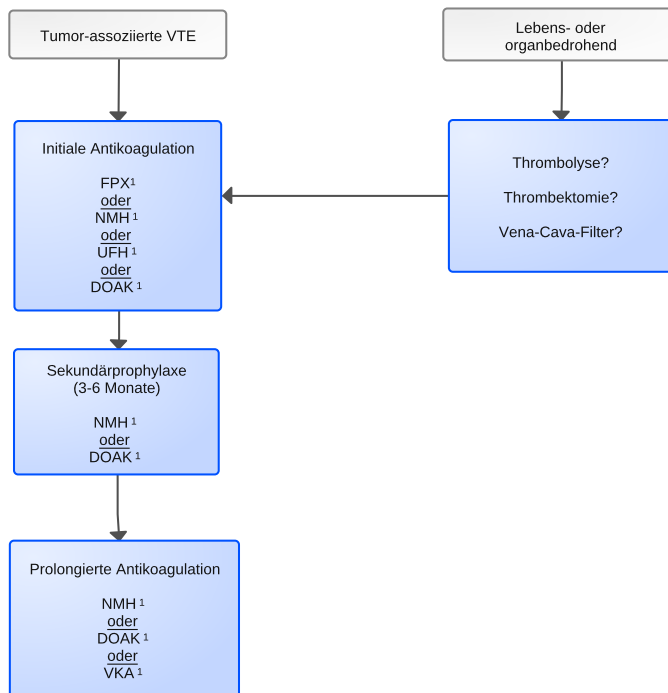 Tumor-assoziierte VTE
Lebens- oder
organbedrohend
Initiale Antikoagulation
FPX¹
oder
NMH ¹
oder
UFH ¹
oder
DOAK ¹
Thrombolyse?
Thrombektomie?
Vena-Cava-Filter?
Sekundärprophylaxe
(3-6 Monate)
NMH ¹
oder
DOAK ¹
Prolongierte Antikoagulation
NMH ¹
oder
DOAK ¹
oder
VKA ¹